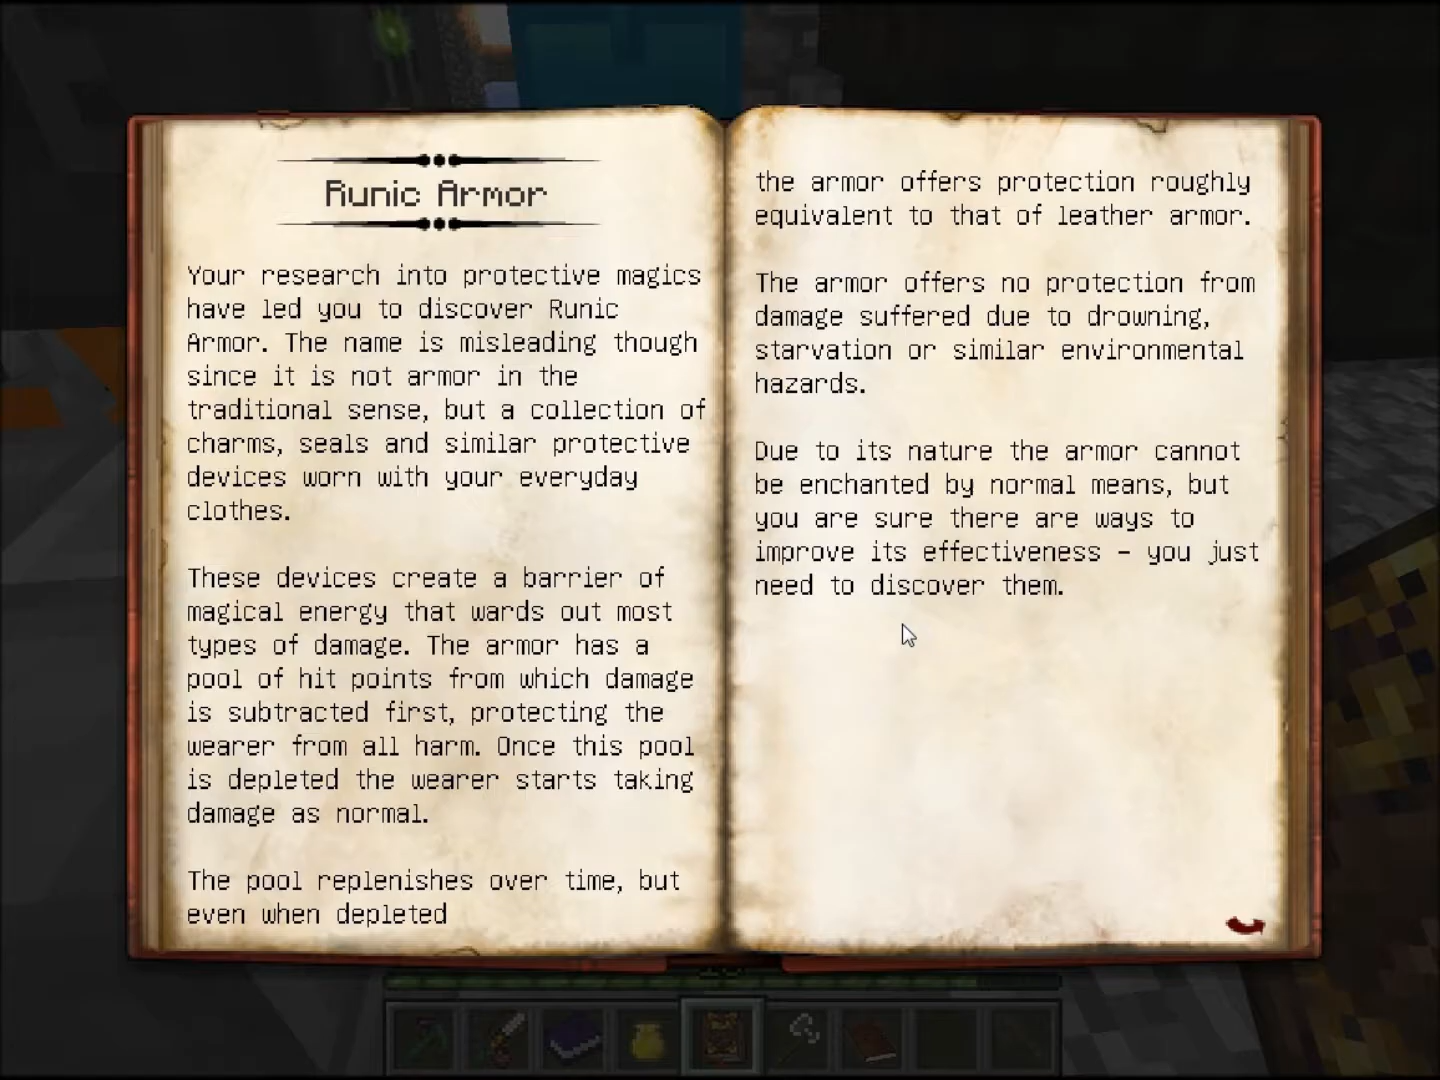 Runic Armor
Your research into protective magics
have led you to discover Runic
Armor. The name is misleading though
since it is not armor in the
traditional sense, but a collection of
charms, seals and similar protective
devices worn with your everyday
clothes.
These devices create a barrier of
magical energy that wards out most
types of damage. The armor has a
pool of hit points from which damage
is subtracted first, protecting the
wearer from all harm. Once this pool
is depleted the wearer starts taking
damage as normal.
The pool replenishes over time, but
even when depleted
the armor offers protection roughly
equivalent to that of leather armor.
The armor offers no protection from
damage suffered due to drowning,
starvation or similar environmental
hazards.
Due to its nature the armor cannot
be enchanted by normal means, but
you are sure there are ways to
improve its effectiveness - you just
need to discover them.